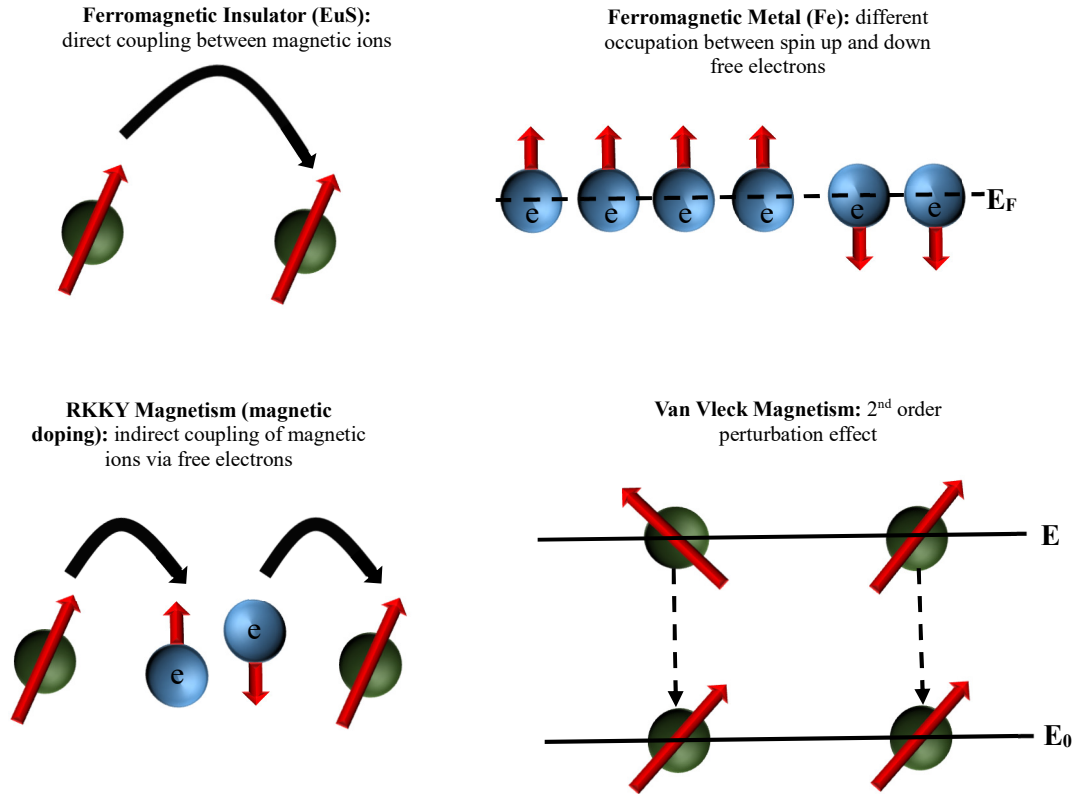 Ferromagnetic Insulator (EuS):
direct coupling between magnetic ions
Ferromagnetic Metal (Fe): different
occupation between spin up and down
free electrons
e e e e e e
E_F
RKKY Magnetism (magnetic
doping): indirect coupling of magnetic
ions via free electrons
e
e
Van Vleck Magnetism: 2nd order
perturbation effect
E
E₀